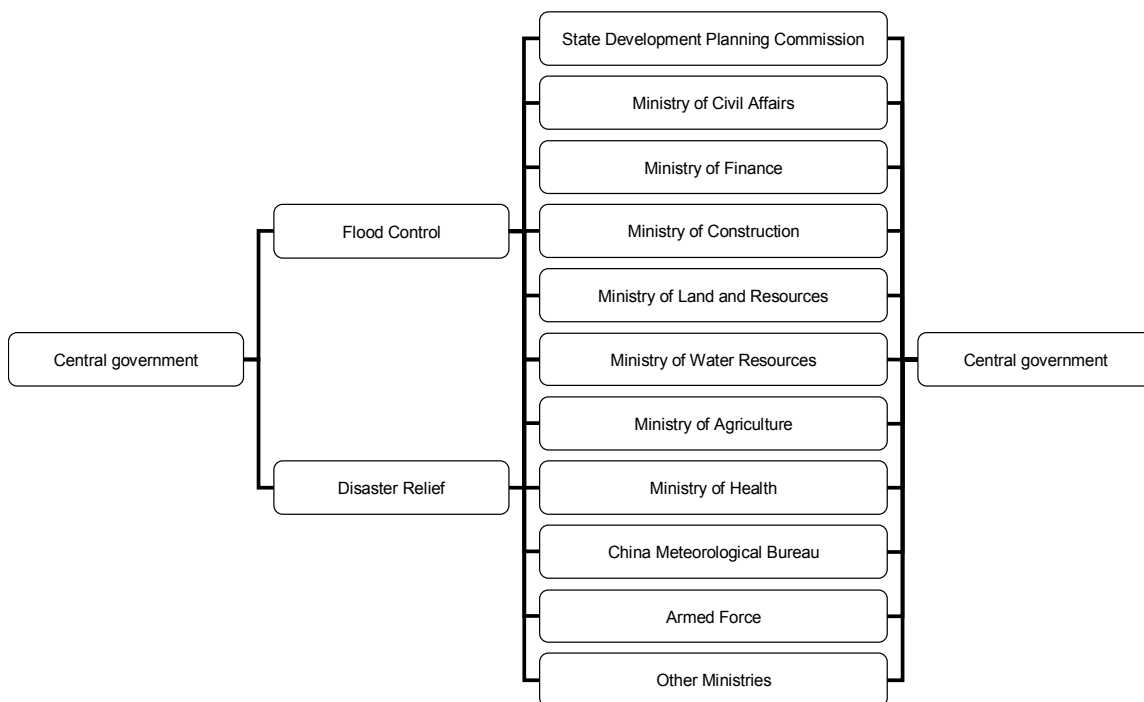 Central government
Flood Control
Disaster Relief
State Development Planning Commission
Ministry of Civil Affairs
Ministry of Finance
Ministry of Construction
Ministry of Land and Resources
Ministry of Water Resources
Ministry of Agriculture
Ministry of Health
China Meteorological Bureau
Armed Force
Other Ministries
Central government